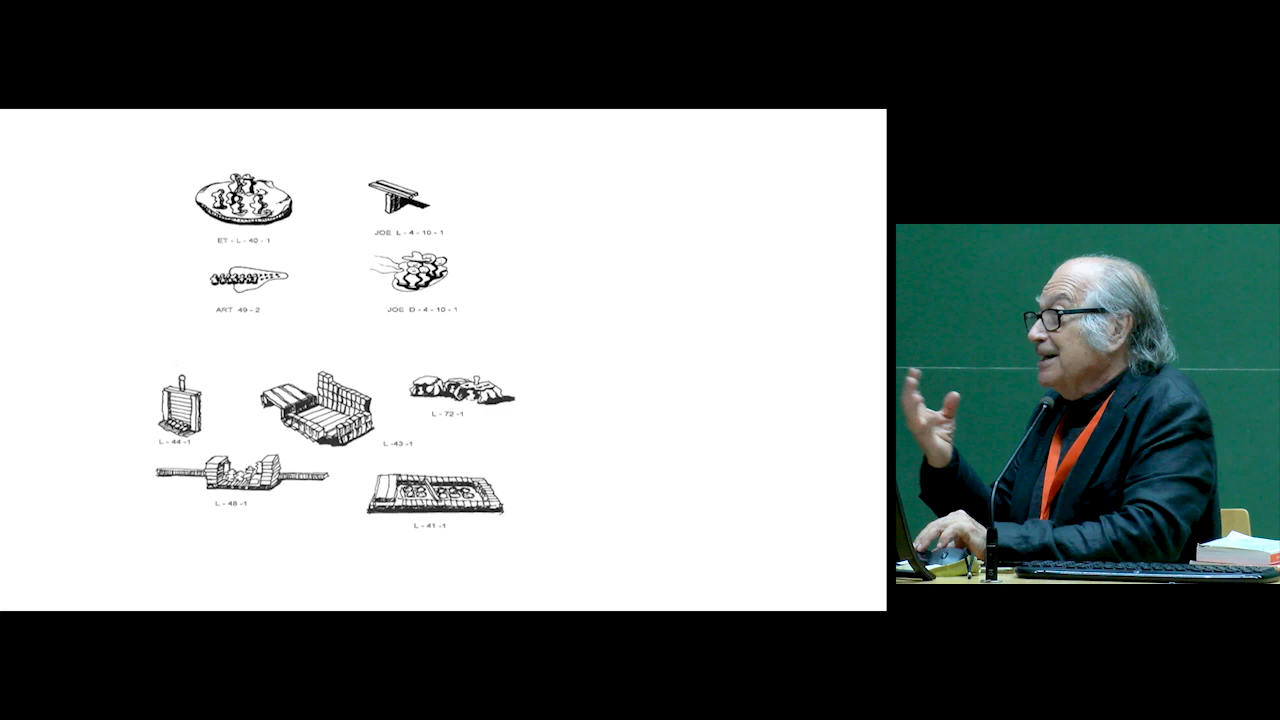 ET - L - 40 - 1
JOE L - 4 - 10 - 1
ART 49 - 2
JOE D - 4 - 10 - 1
L - 44 -1
L -43 -1
L - 72 -1
L - 48 -1
L - 41 -1